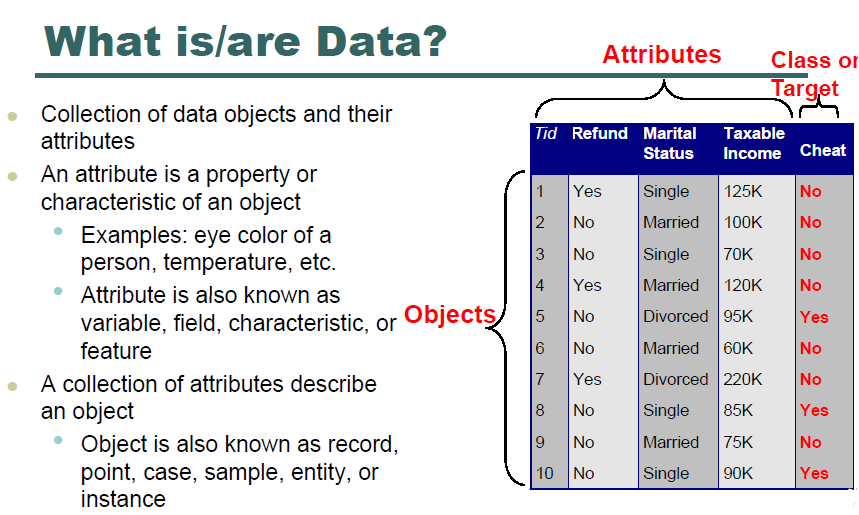 What is/are Data?
Collection of data objects and their
attributes
An attribute is a property or
characteristic of an object
Examples: eye color of a
person, temperature, etc.
Attribute is also known as
variable, field, characteristic, or
feature
A collection of attributes describe
an object
Object is also known as record,
point, case, sample, entity, or
instance
Objects
Attributes
Class or
Target
Tid Refund Marital Status Taxable Income Cheat
1 Yes Single 125K No
2 No Married 100K No
3 No Single 70K No
4 Yes Married 120K No
5 No Divorced 95K Yes
6 No Married 60K No
7 Yes Divorced 220K No
8 No Single 85K Yes
9 No Married 75K No
10 No Single 90K Yes